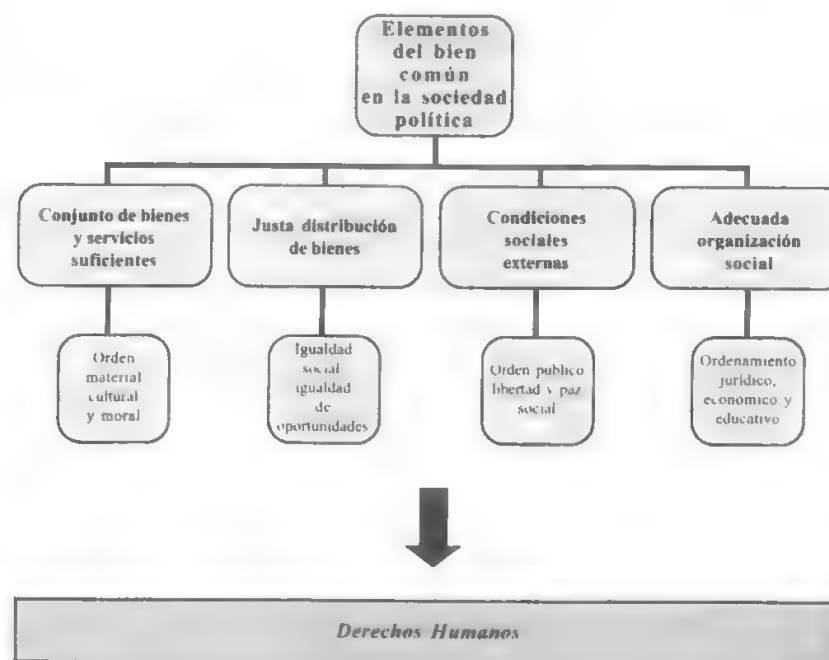 Elementos
del bien
común
en la sociedad
política
Conjunto de bienes
y servicios
suficientes
Justa distribución
de bienes
Condiciones
sociales
externas
Adecuada
organización
social
Orden
material
cultural
y moral
Igualdad
social
igualdad
de
oportunidades
Orden público
libertad y paz
social
Ordenamiento
jurídico,
económico y
educativo
Derechos Humanos